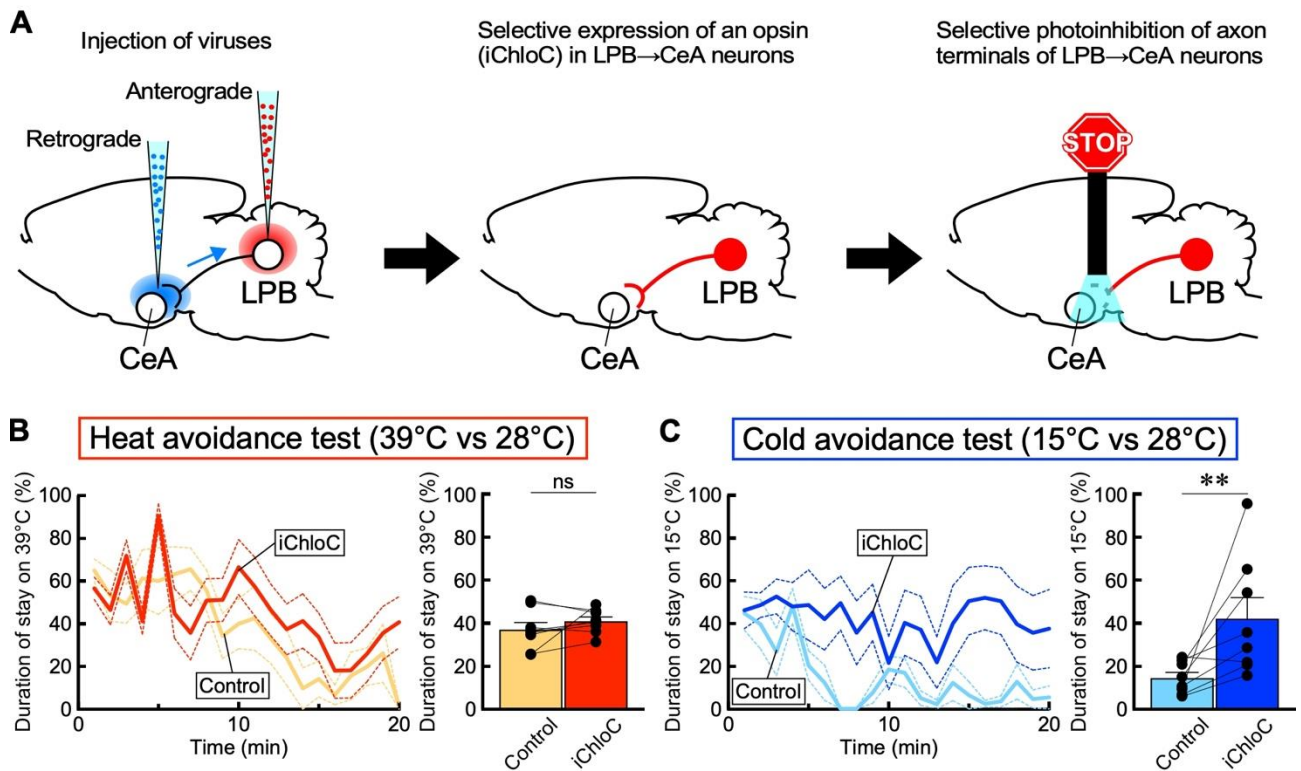 A
Injection of viruses
Anterograde
Retrograde
LPB
CeA
Selective expression of an opsin
(iChloC) in LPB→CeA neurons
LPB
CeA
Selective photoinhibition of axon
terminals of LPB→CeA neurons
STOP
LPB
CeA
B
Heat avoidance test (39°C vs 28°C)
Duration of stay on 39°C (%)
100
80
60
40
20
0
0
10
20
Time (min)
iChloC
Control
Duration of stay on 39°C (%)
100
80
60
40
20
0
ns
Control
iChloC
C
Cold avoidance test (15°C vs 28°C)
Duration of stay on 15°C (%)
100
80
60
40
20
0
0
10
20
Time (min)
iChloC
Control
Duration of stay on 15°C (%)
100
80
60
40
20
0
**
Control
iChloC